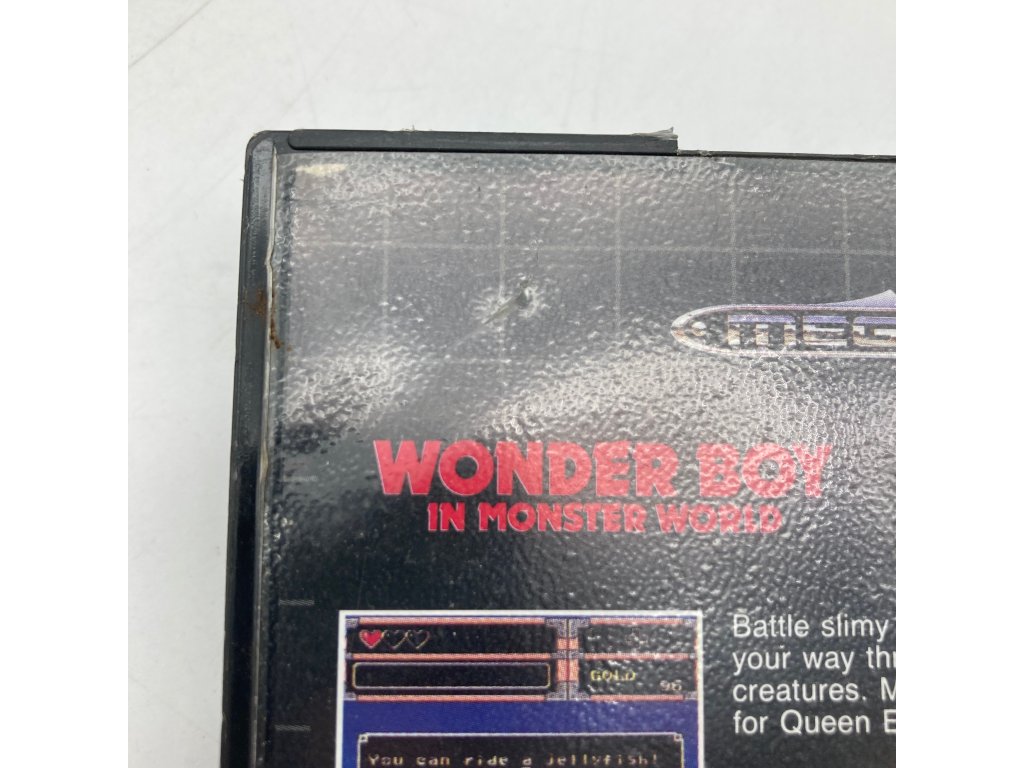 MEG
WONDER BOY
IN MONSTER WORLD
Battle slimy
your way thr
creatures. M
for Queen E
GOLD
96
You can ride a jellyfish!